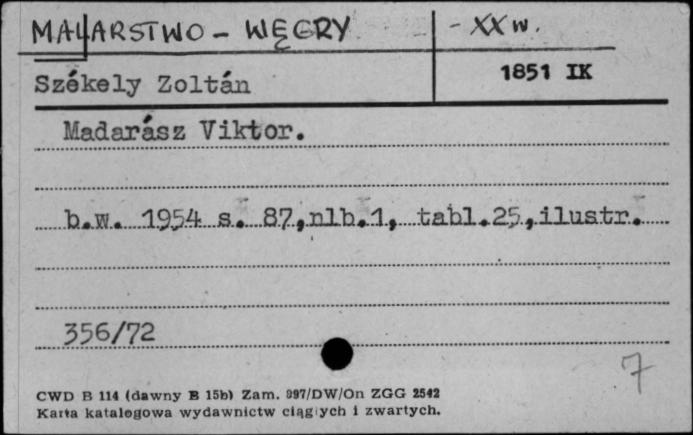 MALARSTWO - WĘGRY - XX w.
Székely Zoltán 1851 IK
Madarász Viktor.
b.w. 1954 s. 87,nlb.1, tabl.25,ilustr.
356/72
7
CWD B 114 (dawny B 15b) Zam. 997/DW/On ZGG 2542
Karta katalogowa wydawnictw ciągłych i zwartych.